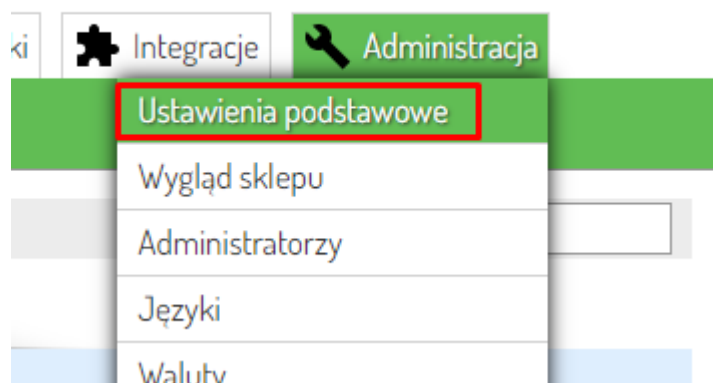 ki
Integracje
Administracja
Ustawienia podstawowe
Wygląd sklepu
Administratorzy
Języki
Waluty